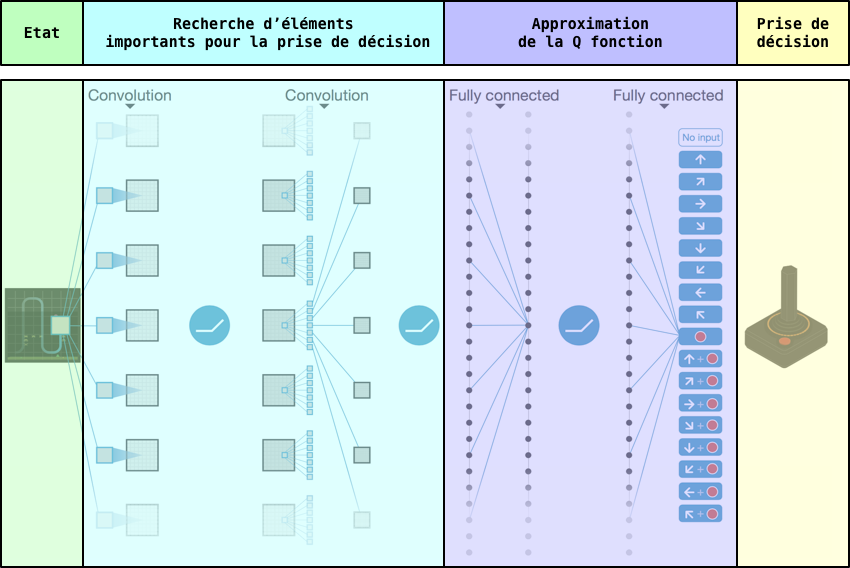 Etat
Recherche d’éléments
importants pour la prise de décision
Approximation
de la Q fonction
Prise de
décision
Convolution
Convolution
Fully connected
Fully connected
No input